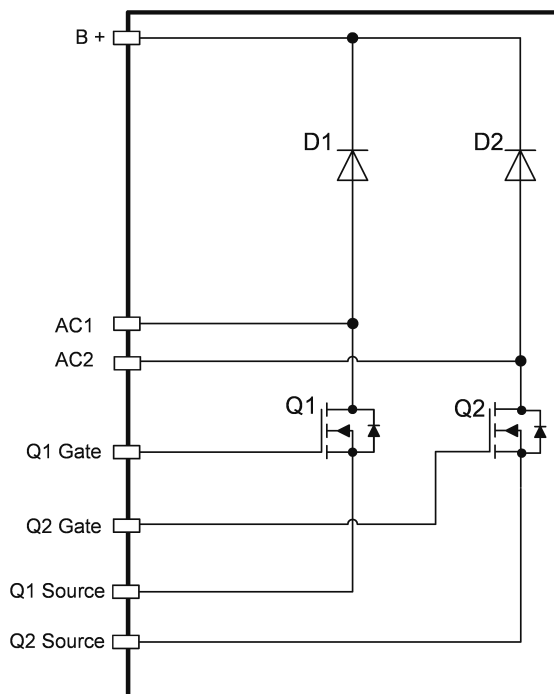 B +
D1
D2
AC1
AC2
Q1
Q2
Q1 Gate
Q2 Gate
Q1 Source
Q2 Source